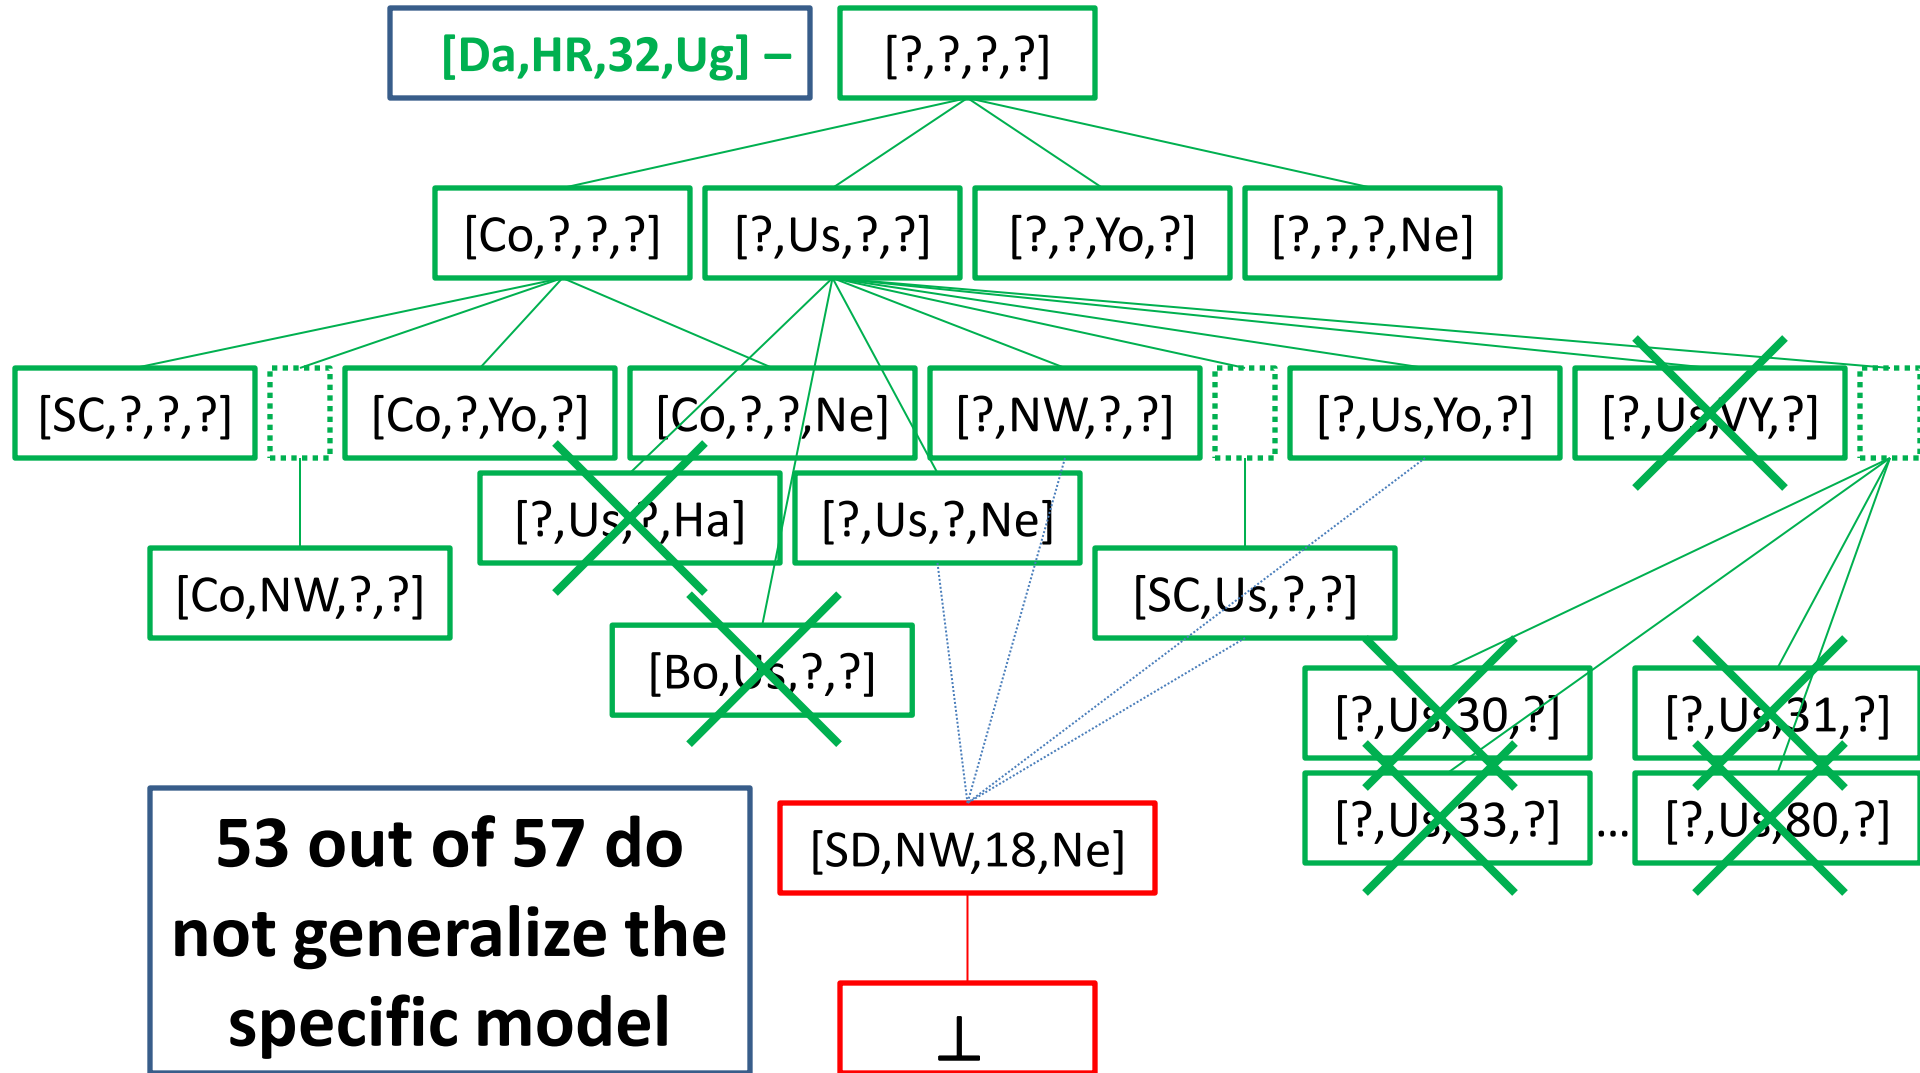 [Da,HR,32,Ug] –
[?,?,?,?]
[Co,?,?,?]
[?,Us,?,?]
[?,?,Yo,?]
[?,?,?,Ne]
[SC,?,?,?]
[Co,?,Yo,?]
[Co,?,?,Ne]
[?,NW,?,?]
[?,Us,Yo,?]
[?,Us,VY,?]
[?,Us,?,Ha]
[?,Us,?,Ne]
[Co,NW,?,?]
[SC,Us,?,?]
[Bo,Us,?,?]
[?,Us,30,?]
[?,Us,31,?]
[?,Us,33,?]
...
[?,Us,80,?]
53 out of 57 do
not generalize the
specific model
[SD,NW,18,Ne]
⊥